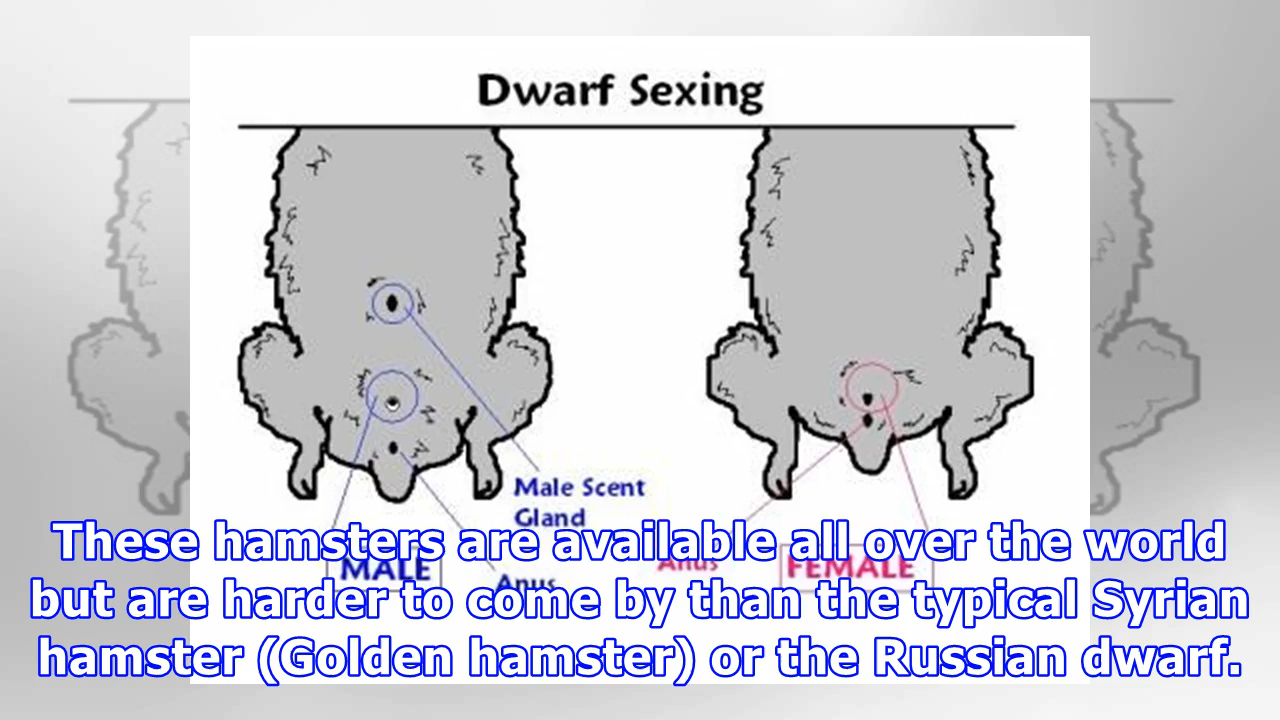 Dwarf Sexing
Male Scent
Gland
MALE
Anus
Anus
FEMALE
These hamsters are available all over the world
but are harder to come by than the typical Syrian
hamster (Golden hamster) or the Russian dwarf.